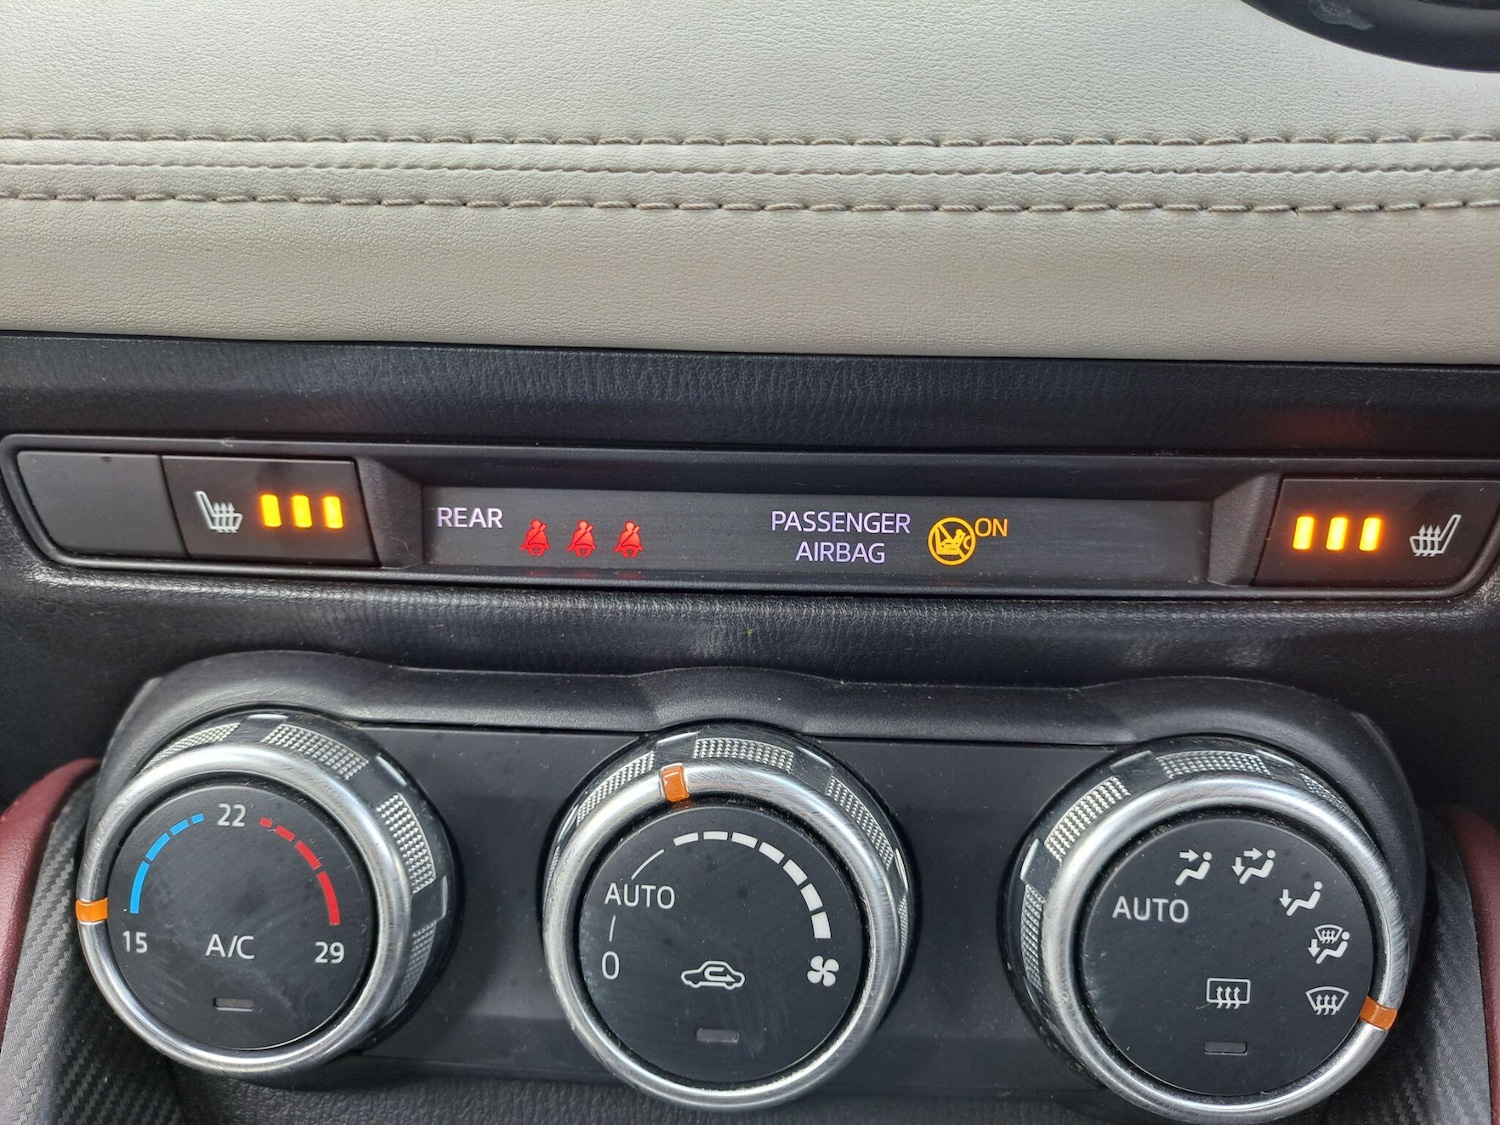 REAR
PASSENGER
AIRBAG
ON
22
15
29
A/C
AUTO
0
AUTO